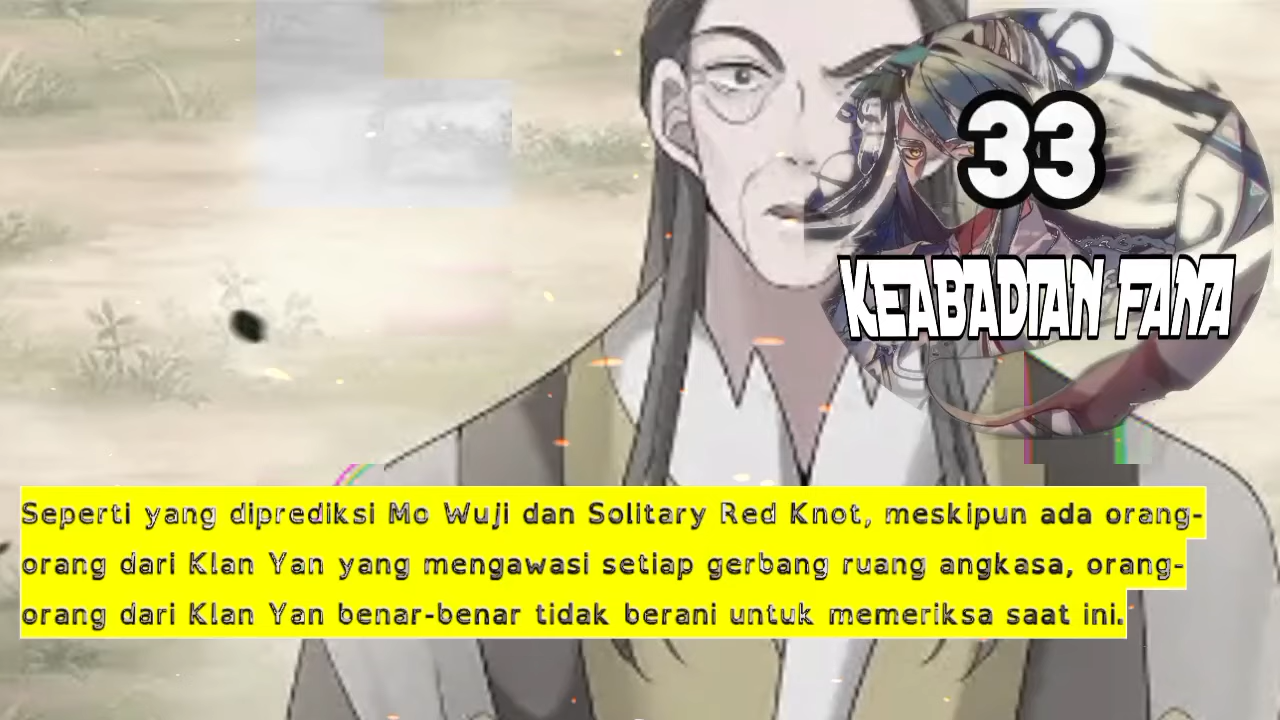 33
KEABADIAN FANA
Seperti yang diprediksi Mo Wuji dan Solitary Red Knot, meskipun ada orang-
orang dari Klan Yan yang mengawasi setiap gerbang ruang angkasa, orang-
orang dari Klan Yan benar-benar tidak berani untuk memeriksa saat ini.